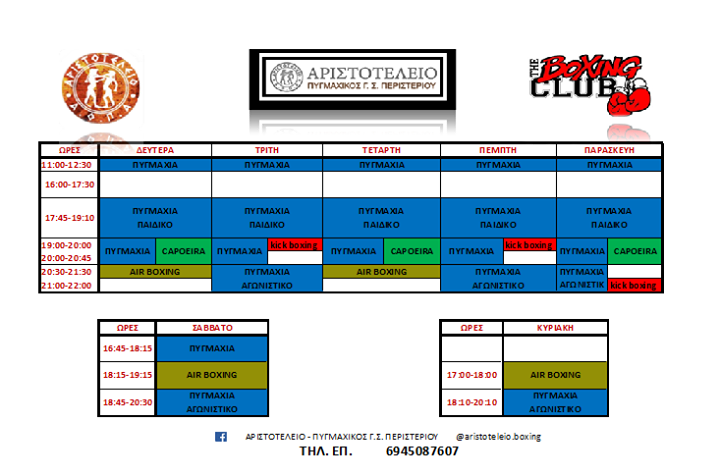 ΑΡΙΣΤΟΤΕΛΕΙΟ
Α.Ο.Π.Α
ΑΡΙΣΤΟΤΕΛΕΙΟ
ΠΥΓΜΑΧΙΚΟΣ Γ. Σ. ΠΕΡΙΣΤΕΡΙΟΥ
THE BOXING CLUB
ΩΡΕΣ ΔΕΥΤΕΡΑ ΤΡΙΤΗ ΤΕΤΑΡΤΗ ΠΕΜΠΤΗ ΠΑΡΑΣΚΕΥΗ
11:00-12:30 ΠΥΓΜΑΧΙΑ ΠΥΓΜΑΧΙΑ ΠΥΓΜΑΧΙΑ ΠΥΓΜΑΧΙΑ ΠΥΓΜΑΧΙΑ
16:00-17:30
17:45-19:10 ΠΥΓΜΑΧΙΑ ΠΥΓΜΑΧΙΑ ΠΥΓΜΑΧΙΑ ΠΥΓΜΑΧΙΑ ΠΥΓΜΑΧΙΑ
ΠΑΙΔΙΚΟ ΠΑΙΔΙΚΟ ΠΑΙΔΙΚΟ ΠΑΙΔΙΚΟ ΠΑΙΔΙΚΟ
19:00-20:00 ΠΥΓΜΑΧΙΑ CAPOEIRA ΠΥΓΜΑΧΙΑ kick boxing ΠΥΓΜΑΧΙΑ CAPOEIRA ΠΥΓΜΑΧΙΑ kick boxing ΠΥΓΜΑΧΙΑ CAPOEIRA
20:00-20:45
20:30-21:30 AIR BOXING ΠΥΓΜΑΧΙΑ AIR BOXING ΠΥΓΜΑΧΙΑ ΠΥΓΜΑΧΙΑ
21:00-22:00 ΑΓΩΝΙΣΤΙΚΟ ΑΓΩΝΙΣΤΙΚΟ ΑΓΩΝΙΣΤΙΚ kick boxing
ΩΡΕΣ ΣΑΒΒΑΤΟ
16:45-18:15 ΠΥΓΜΑΧΙΑ
18:15-19:15 AIR BOXING
18:45-20:30 ΠΥΓΜΑΧΙΑ
ΑΓΩΝΙΣΤΙΚΟ
ΩΡΕΣ ΚΥΡΙΑΚΗ
17:00-18:00 AIR BOXING
18:10-20:10 ΠΥΓΜΑΧΙΑ
ΑΓΩΝΙΣΤΙΚΟ
ΑΡΙΣΤΟΤΕΛΕΙΟ - ΠΥΓΜΑΧΙΚΟΣ Γ.Σ. ΠΕΡΙΣΤΕΡΙΟΥ @aristoteleio.boxing
ΤΗΛ. ΕΠ. 6945087607